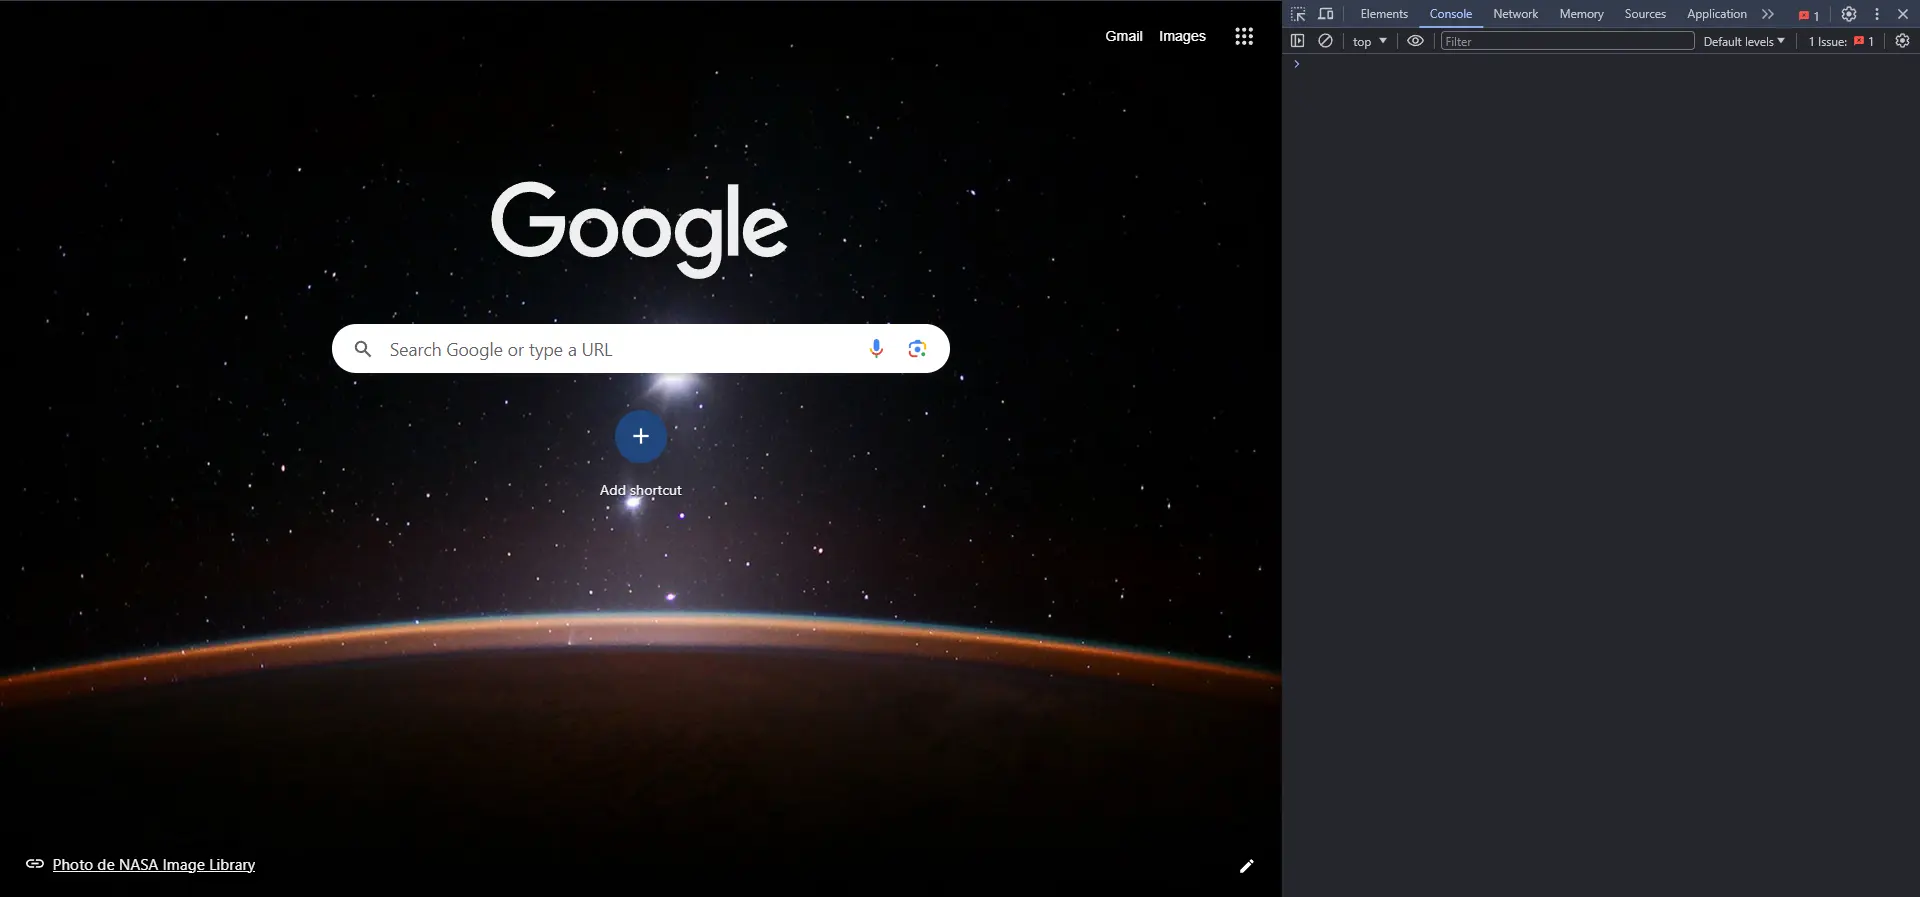 Gmail Images
Google
Search Google or type a URL
Add shortcut
Photo de NASA Image Library
Elements Console Network Memory Sources Application 1
top Filter Default levels 1 Issue: 1